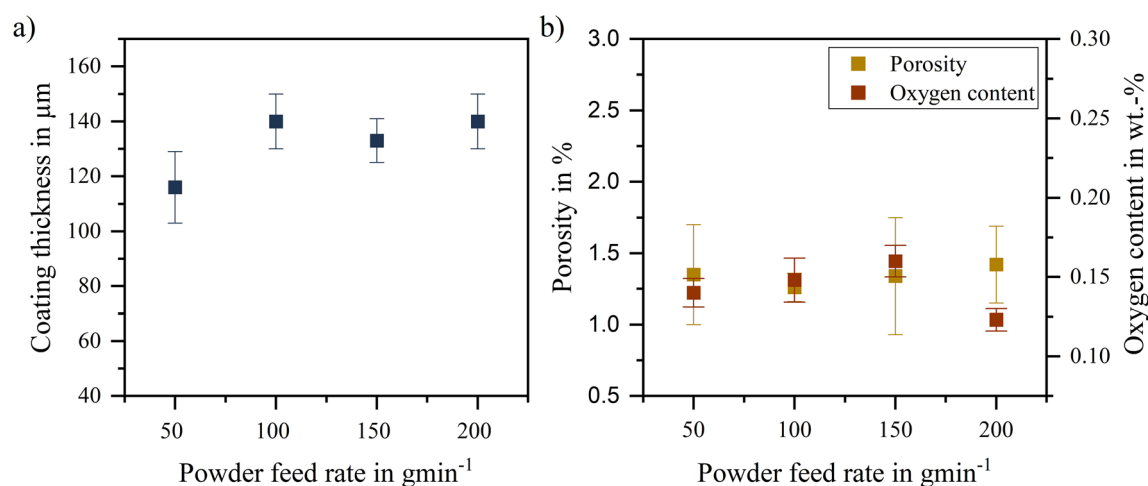 a)
160
140
120
100
80
60
40
Coating thickness in µm
50 100 150 200
Powder feed rate in gmin⁻¹
b)
3.0
2.5
2.0
1.5
1.0
0.5
Porosity in %
Porosity
Oxygen content
0.30
0.25
0.20
0.15
0.10
Oxygen content in wt.-%
50 100 150 200
Powder feed rate in gmin⁻¹